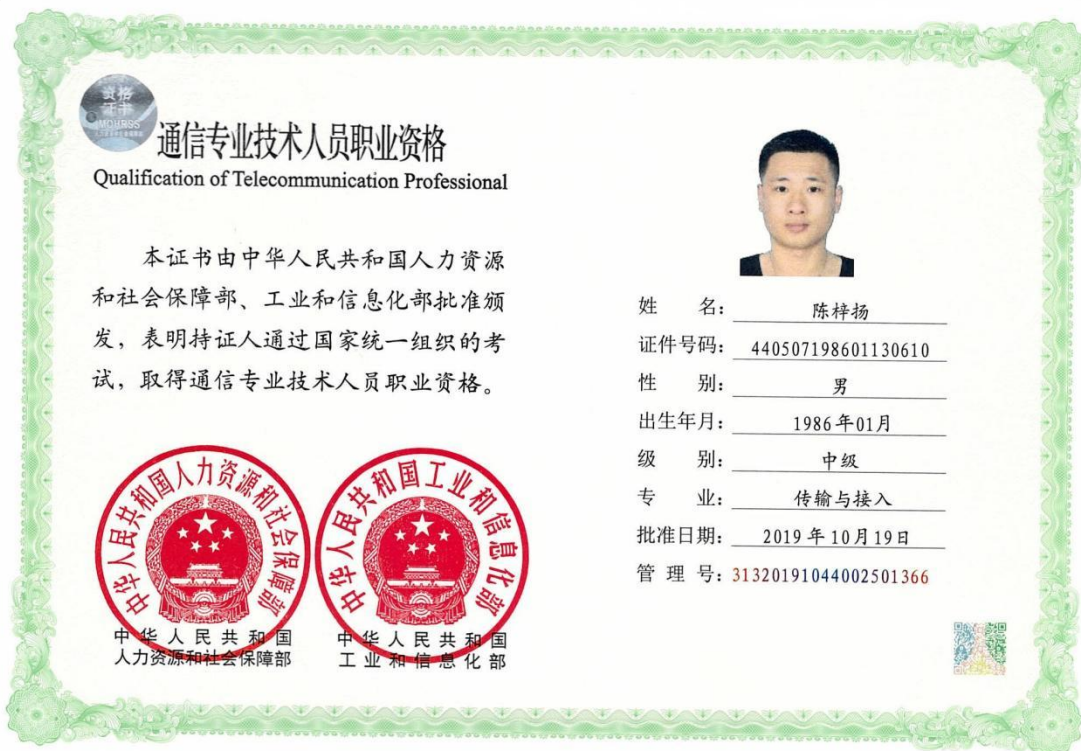 资格
证书
MOHRSS
通信专业技术人员职业资格
Qualification of Telecommunication Professional
本证书由中华人民共和国人力资源
和社会保障部、工业和信息化部批准颁
发，表明持证人通过国家统一组织的考
试，取得通信专业技术人员职业资格。
中华人民共和国人力资源和社会保障部
中华人民共和国工业和信息化部
中华人民共和国
人力资源和社会保障部
中华人民共和国
工业和信息化部
姓 名： 陈梓扬
证件号码： 440507198601130610
性 别： 男
出生年月： 1986年01月
级 别： 中级
专 业： 传输与接入
批准日期： 2019年10月19日
管 理 号： 31320191044002501366